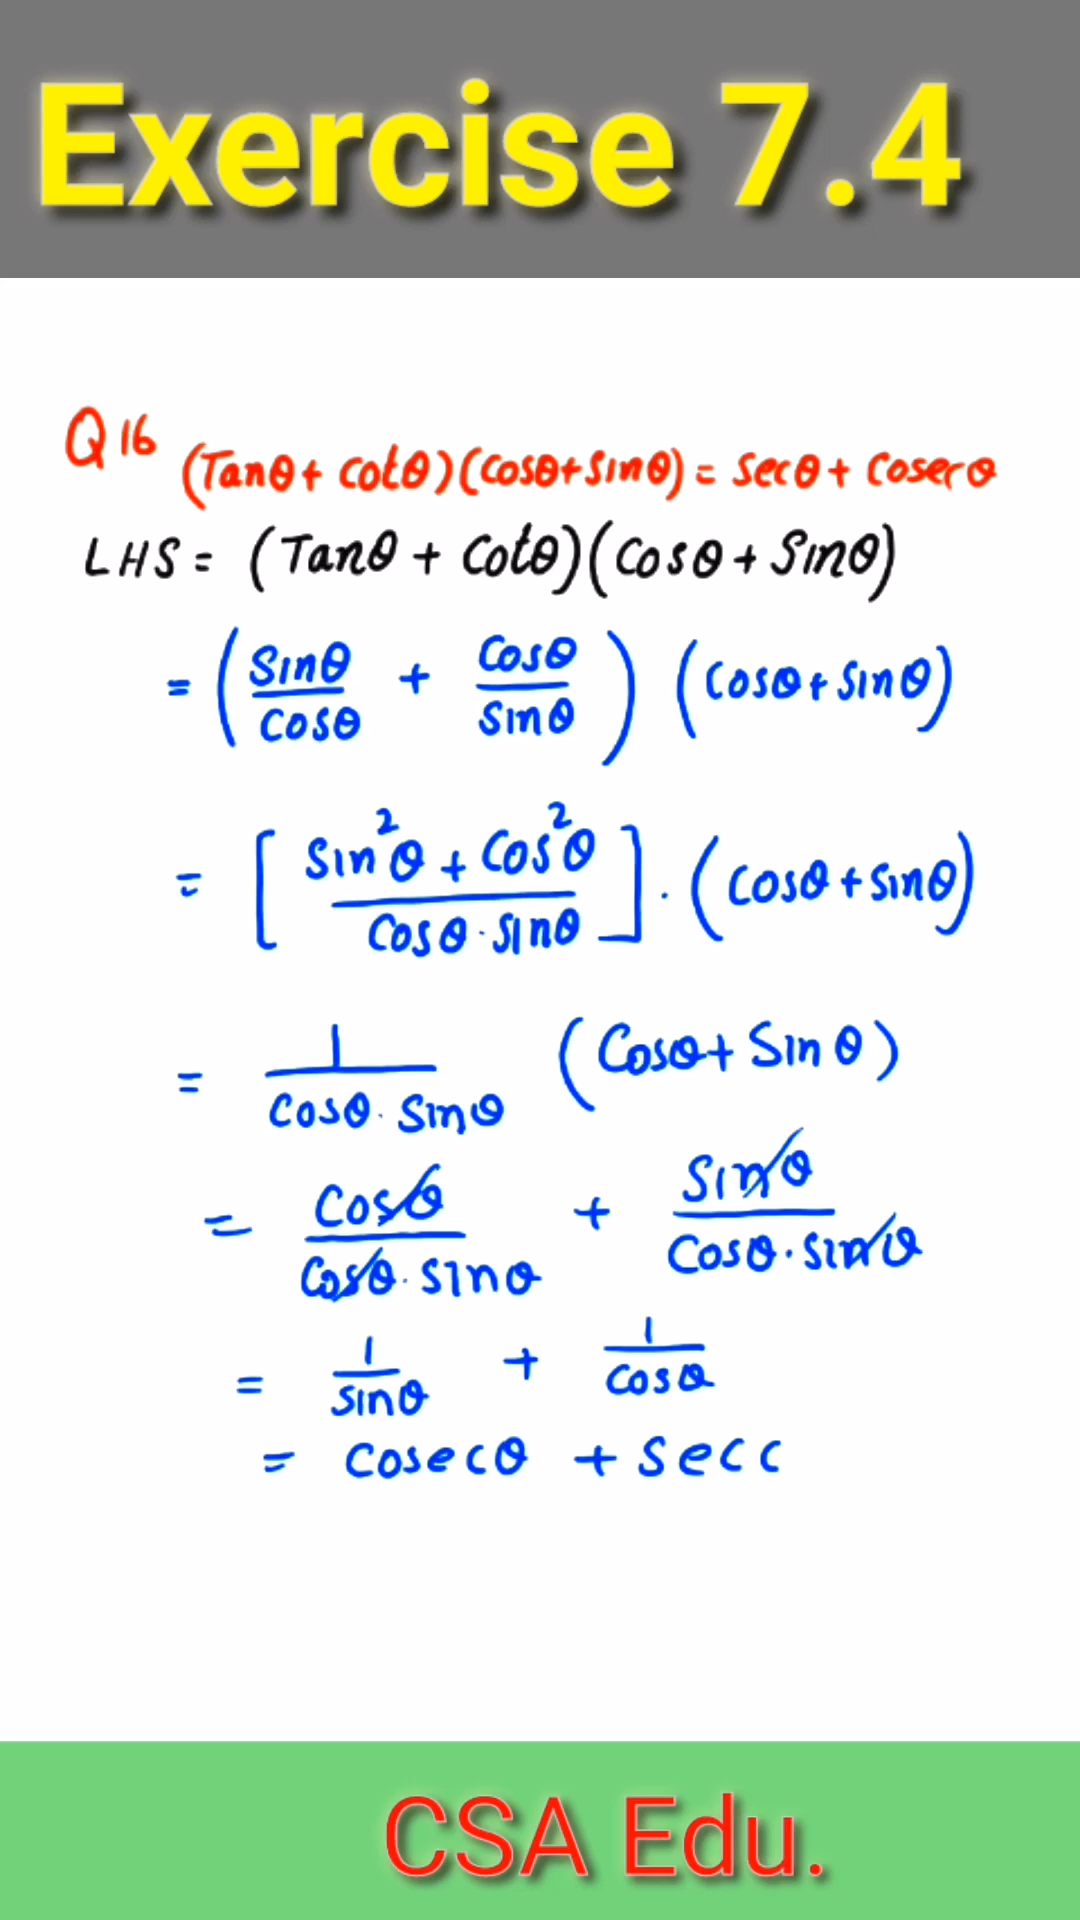 Exercise 7.4
Q16
(Tanθ + cotθ)(cosθ+sinθ) = secθ + cosecθ
LHS = (Tanθ + Cotθ)(Cosθ + Sinθ)
= (Sinθ/Cosθ + Cosθ/Sinθ) (Cosθ + Sinθ)
= [Sin²θ + Cos²θ / Cosθ · Sinθ] . (Cosθ + Sinθ)
= 1/Cosθ · Sinθ (Cosθ + Sinθ)
= Cosθ/Cosθ · Sinθ + Sinθ/Cosθ · Sinθ
= 1/Sinθ + 1/Cosθ
= Cosecθ + Secc
CSA Edu.